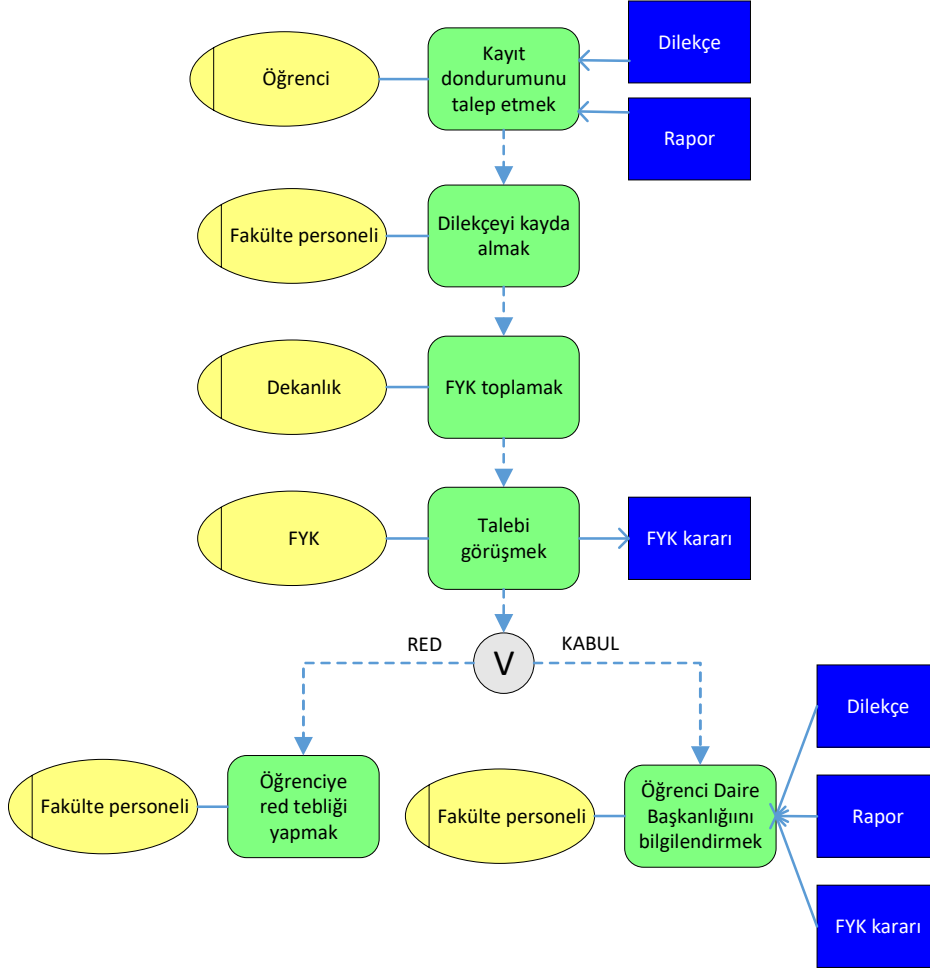 Öğrenci
Kayıt
dondurumunu
talep etmek
Dilekçe
Rapor
Fakülte personeli
Dilekçeyi kayda
almak
Dekanlık
FYK toplamak
FYK
Talebi
görüşmek
FYK kararı
RED
V
KABUL
Fakülte personeli
Öğrenciye
red tebliği
yapmak
Fakülte personeli
Öğrenci Daire
Başkanlığıını
bilgilendirmek
Dilekçe
Rapor
FYK kararı